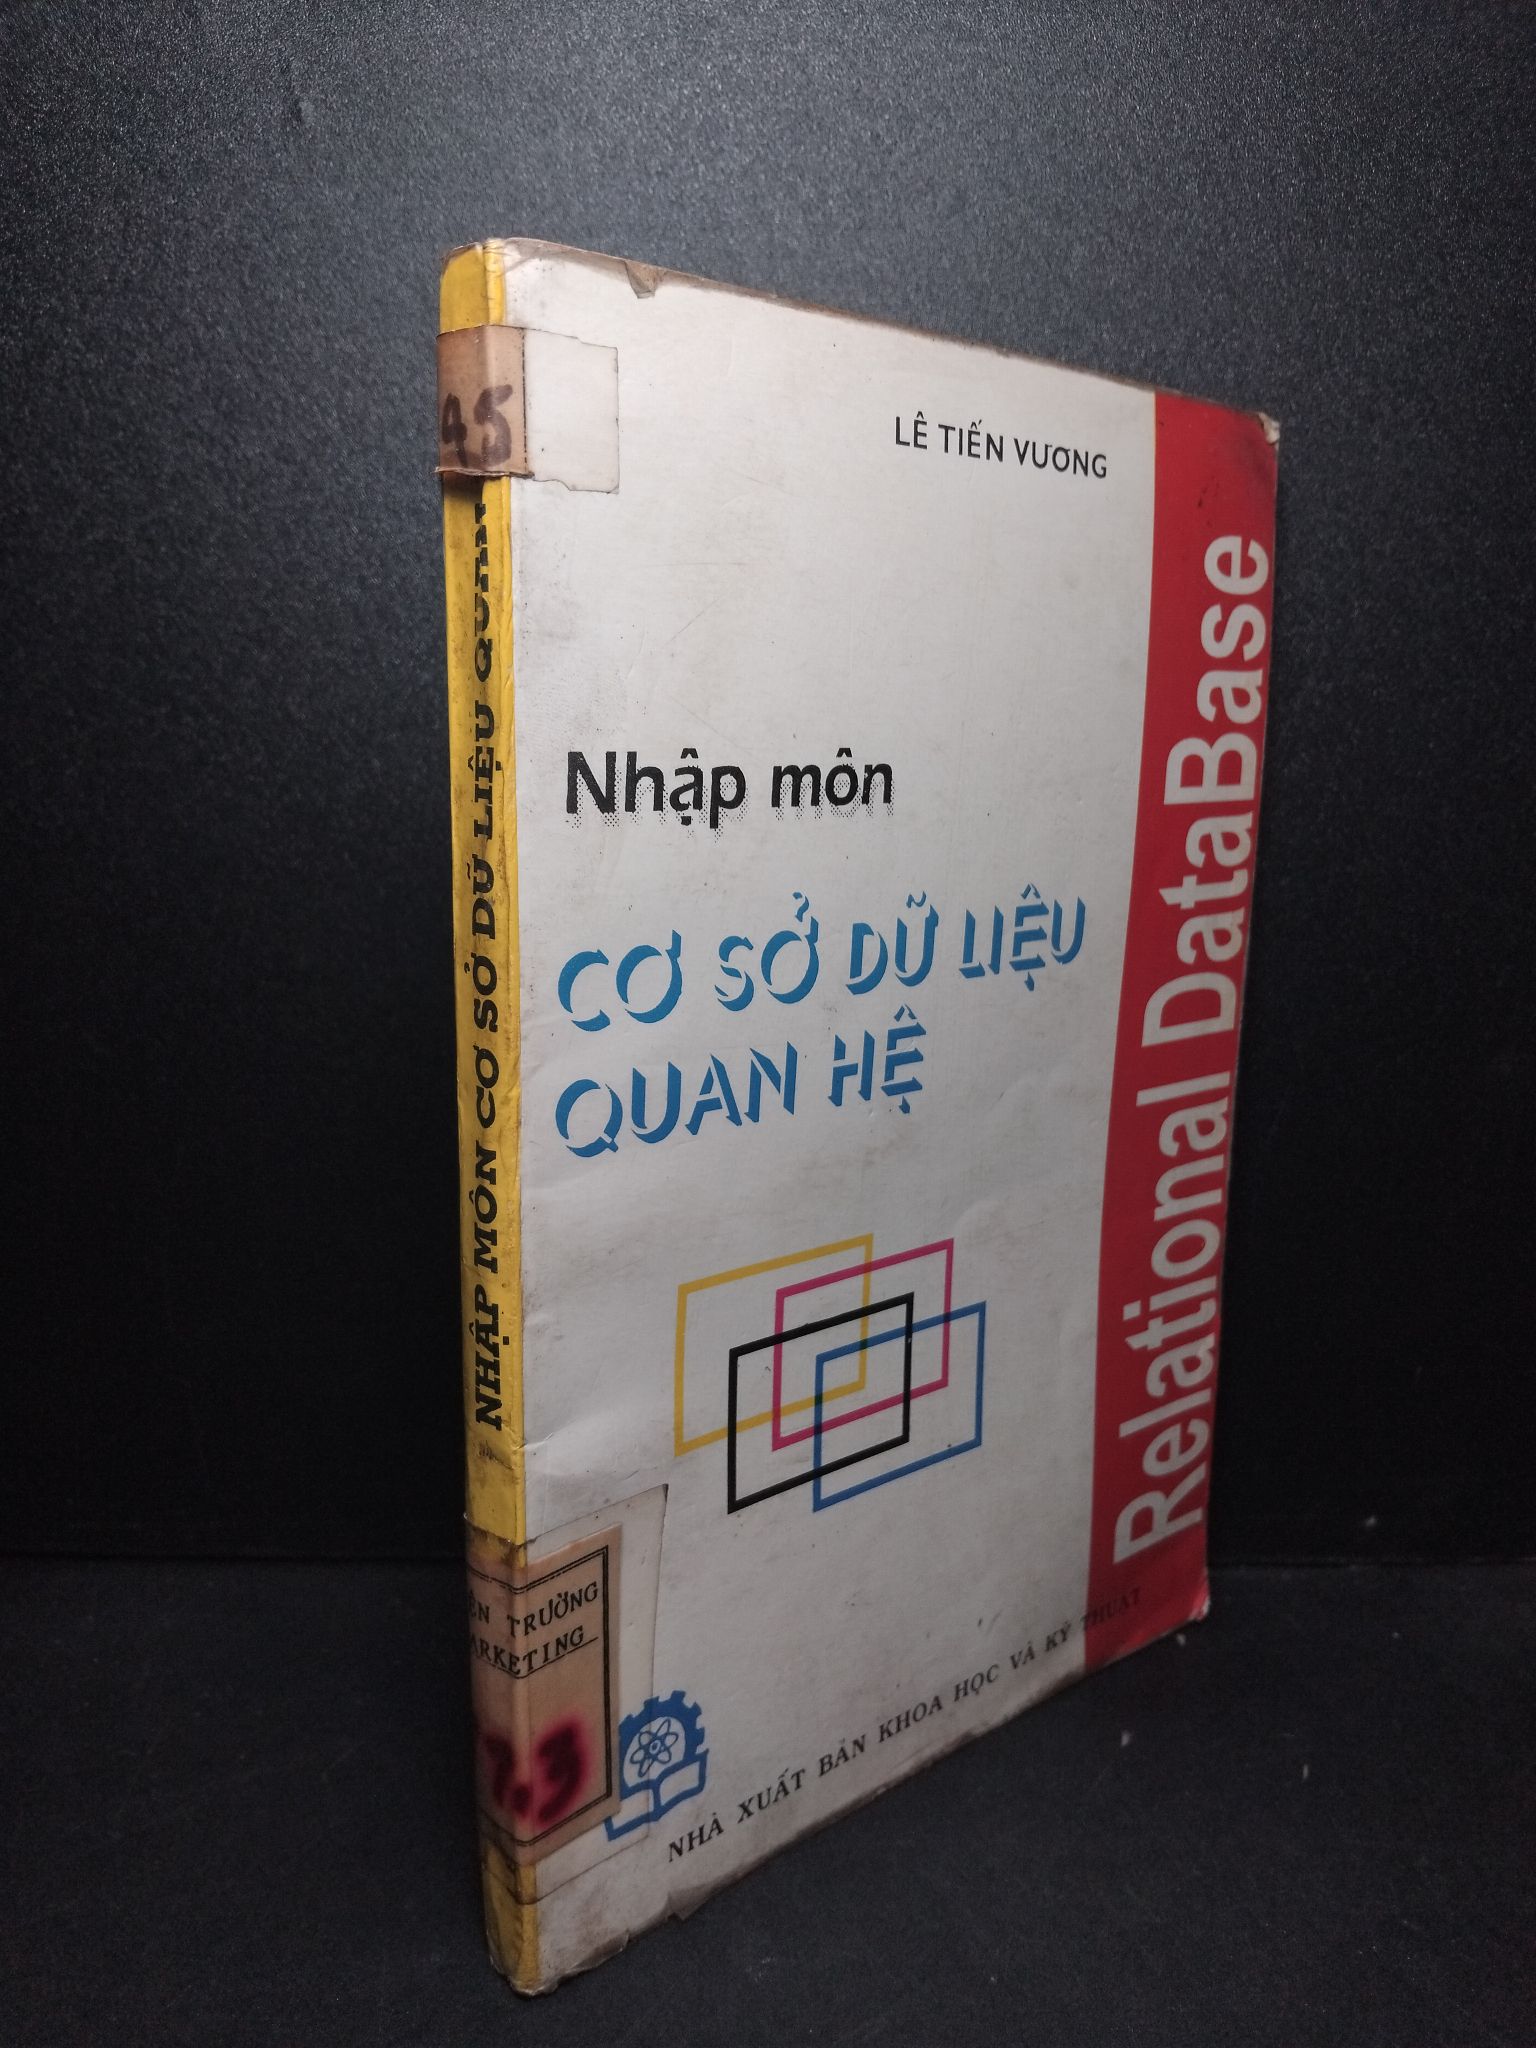 45
NHẬP MÔN CƠ SỞ DỮ LIỆU QUAN
TRƯỜNG
LÊ TIẾN VƯƠNG
Nhập môn
CƠ SỞ DỮ LIỆU
QUAN HỆ
Relational DataBase
NHÀ XUẤT BẢN KHOA HỌC VÀ KỸ THUẬT